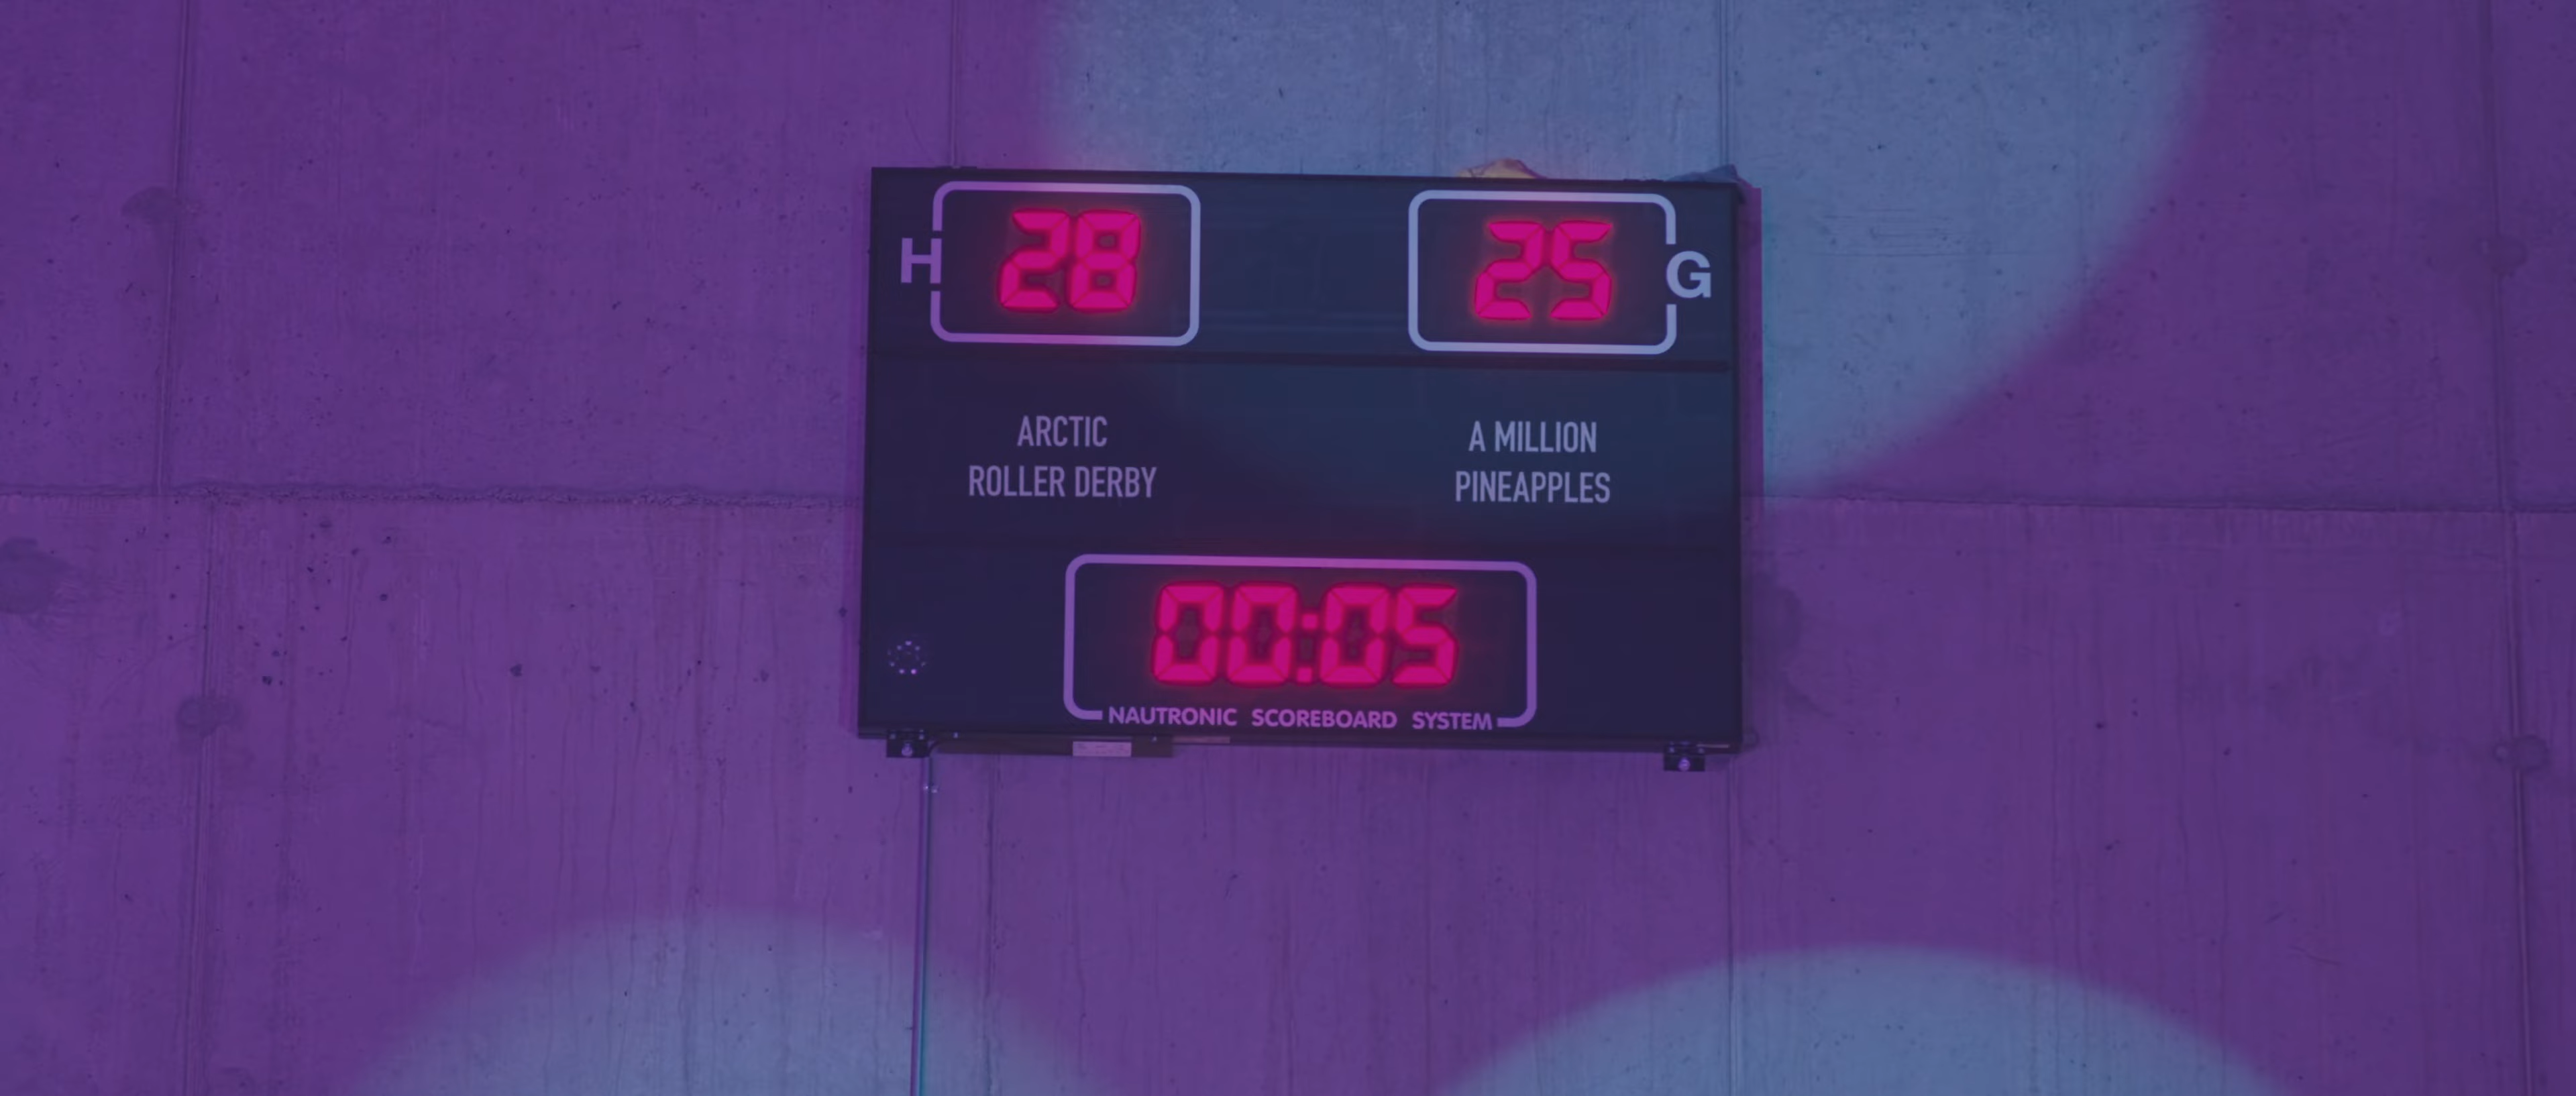 H 28 25 G
ARCTIC A MILLION
ROLLER DERBY PINEAPPLES
00:05
NAUTRONIC SCOREBOARD SYSTEM